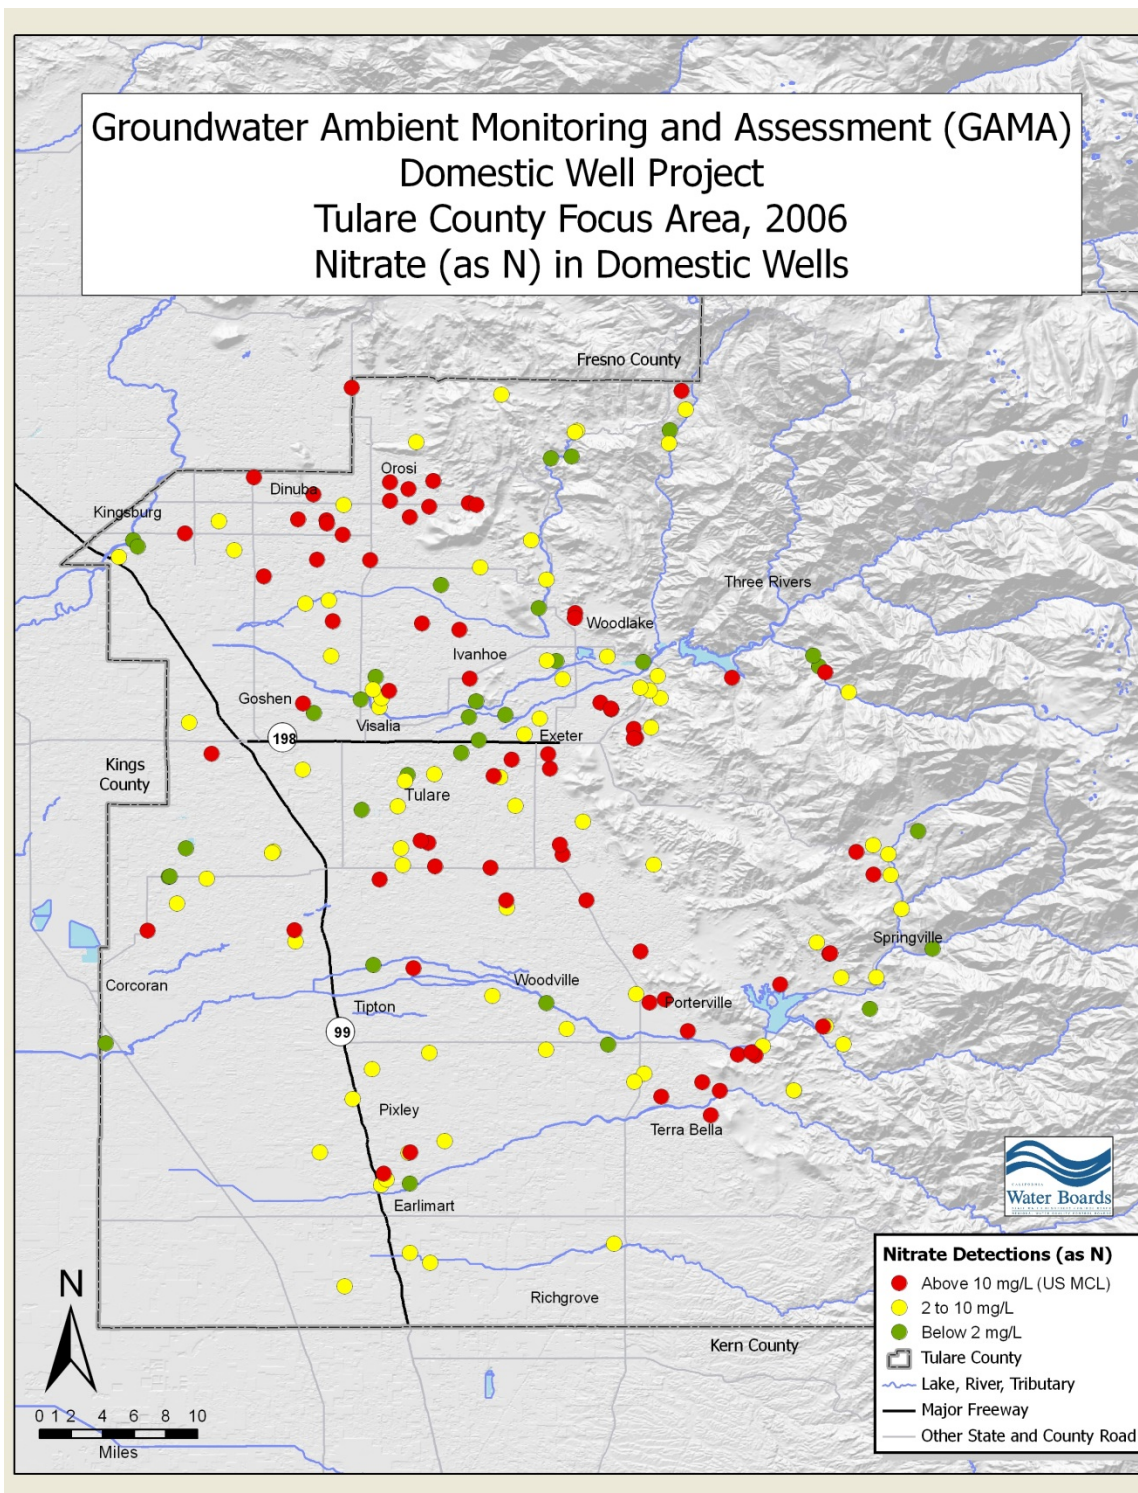 Groundwater Ambient Monitoring and Assessment (GAMA)
Domestic Well Project
Tulare County Focus Area, 2006
Nitrate (as N) in Domestic Wells
Fresno County
Orosi
Dinuba
Kingsburg
Three Rivers
Woodlake
Ivanhoe
Goshen
Visalia
198
Exeter
Kings
County
Tulare
Springville
Corcoran
Woodville
Porterville
Tipton
99
Pixley
Terra Bella
Earlimart
CALIFORNIA
Water Boards
Richgrove
Kern County
Nitrate Detections (as N)
Above 10 mg/L (US MCL)
2 to 10 mg/L
Below 2 mg/L
Tulare County
Lake, River, Tributary
Major Freeway
Other State and County Road
N
0 1 2 4 6 8 10
Miles